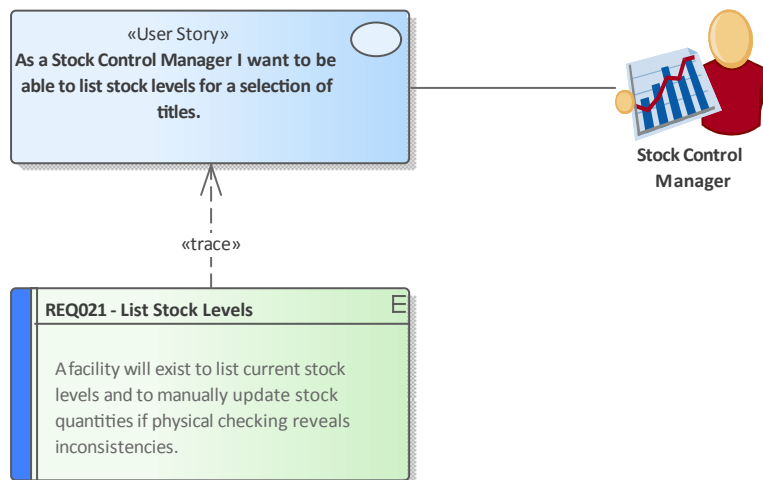 «User Story»
As a Stock Control Manager I want to be
able to list stock levels for a selection of
titles.
Stock Control
Manager
«trace»
REQ021 - List Stock Levels
E
A facility will exist to list current stock
levels and to manually update stock
quantities if physical checking reveals
inconsistencies.